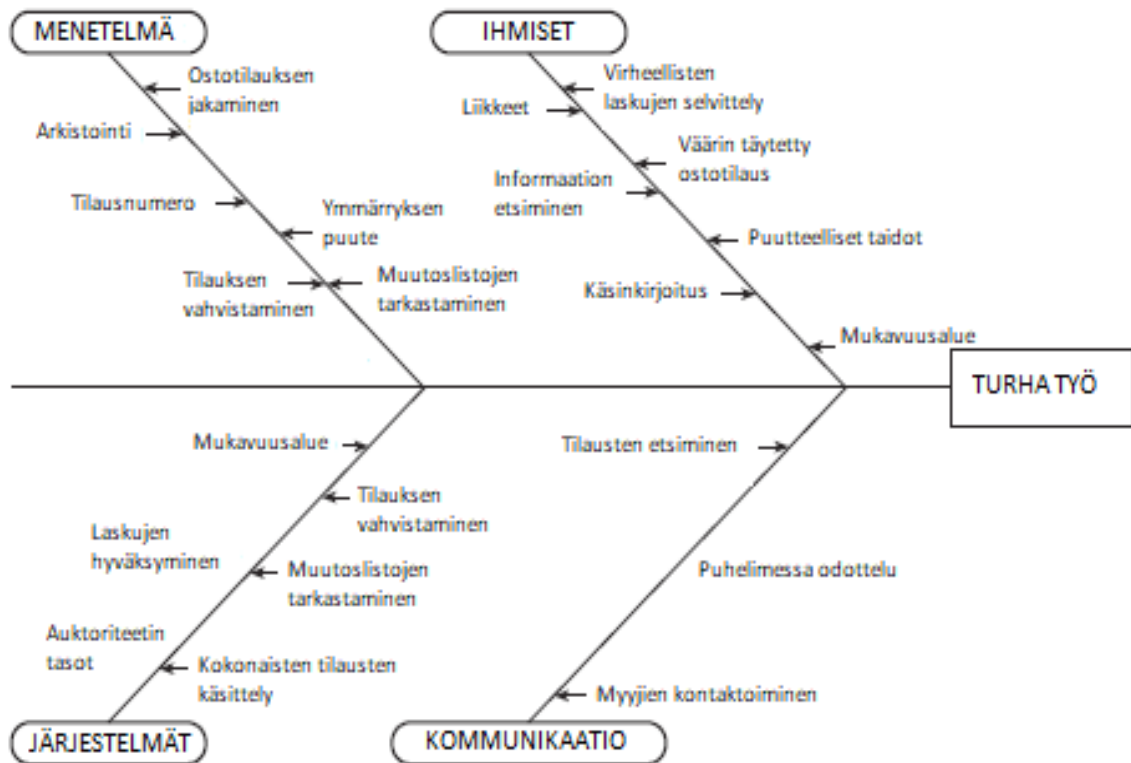 MENETELMÄ
IHMISET
Ostotilauksen
jakaminen
Arkistointi
Tilausnumero
Ymmärryksen
puute
Tilauksen
vahvistaminen
Muutoslistojen
tarkastaminen
Virheellisten
laskujen selvittely
Liikkeet
Väärin täytetty
ostotilaus
Informaation
etsiminen
Puutteelliset taidot
Käsinkirjoitus
Mukavuusalue
TURHA TYÖ
Mukavuusalue
Tilauksen
vahvistaminen
Laskujen
hyväksyminen
Muutoslistojen
tarkastaminen
Auktoriteetin
tasot
Kokonaisten tilausten
käsittely
Tilausten etsiminen
Puhelimessa odottelu
Myyjien kontaktoiminen
JÄRJESTELMÄT
KOMMUNIKAATIO